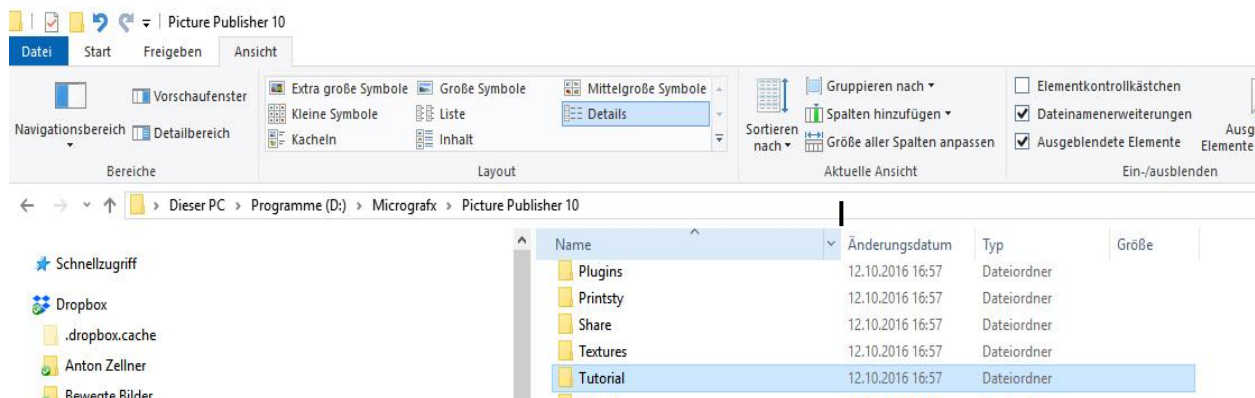 Picture Publisher 10
Datei Start Freigeben Ansicht
Navigationsbereich
Vorschaufenster
Detailbereich
Bereiche
Extra große Symbole Große Symbole Mittelgroße Symbole
Kleine Symbole Liste Details
Kacheln Inhalt
Layout
Sortieren
nach
Gruppieren nach
Spalten hinzufügen
Größe aller Spalten anpassen
Aktuelle Ansicht
Elementkontrollkästchen
Dateinamenerweiterungen
Ausgeblendete Elemente
Ausg
Elemente
Ein-/ausblenden
Dieser PC > Programme (D:) > Micrografx > Picture Publisher 10
Schnellzugriff
Dropbox
.dropbox.cache
Anton Zellner
Bewegte Bilder
Name Änderungsdatum Typ Größe
Plugins 12.10.2016 16:57 Dateiordner
Printsty 12.10.2016 16:57 Dateiordner
Share 12.10.2016 16:57 Dateiordner
Textures 12.10.2016 16:57 Dateiordner
Tutorial 12.10.2016 16:57 Dateiordner